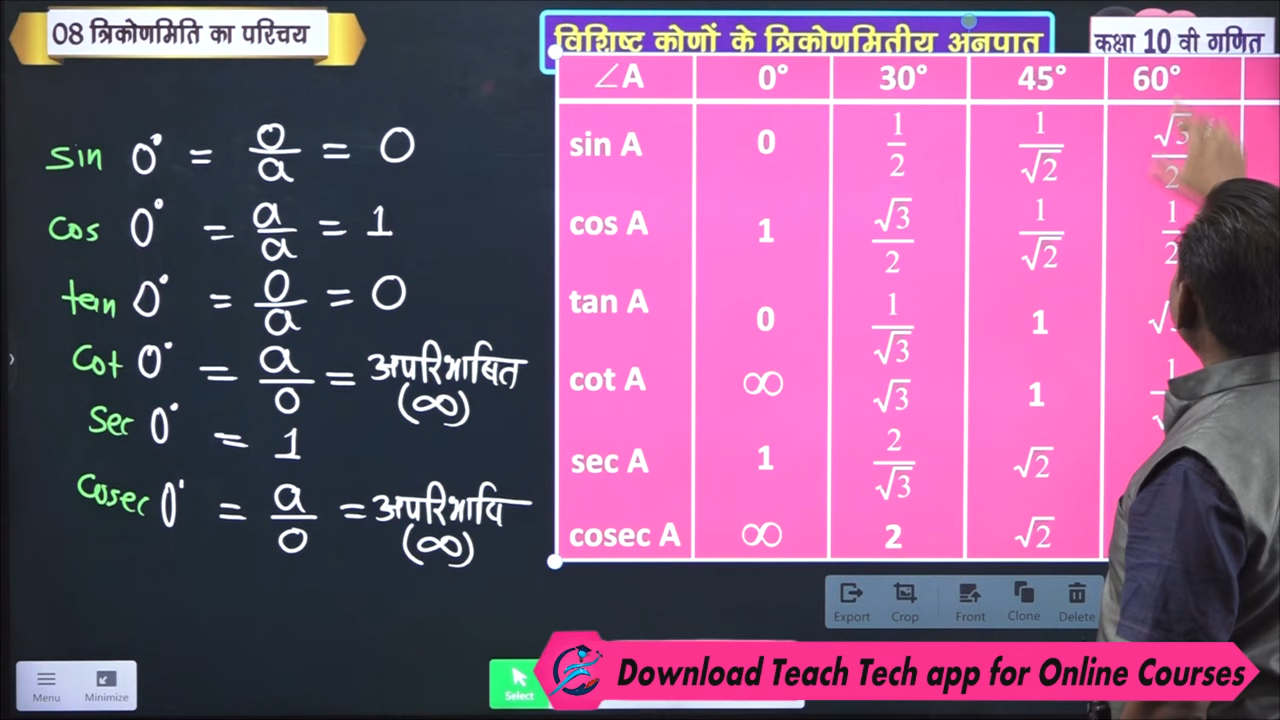 08 त्रिकोणमिति का परिचय
विशिष्ट कोणों के त्रिकोणमितीय अनुपात
कक्षा 10 वी गणित
sin 0° = 0/a = 0
cos 0° = a/a = 1
tan 0° = 0/a = 0
cot 0° = a/0 = अपरिभाषित
(∞)
sec 0° = 1
cosec 0° = a/0 = अपरिभाषि
(∞)
∠A 0° 30° 45° 60°
sin A 0 1/2 1/√2 √3/2
cos A 1 √3/2 1/√2 1/2
tan A 0 1/√3 1
cot A ∞ √3 1
sec A 1 2/√3 √2
cosec A ∞ 2 √2
Export Crop Front Clone Delete
Menu Minimize
Select
Download Teach Tech app for Online Courses